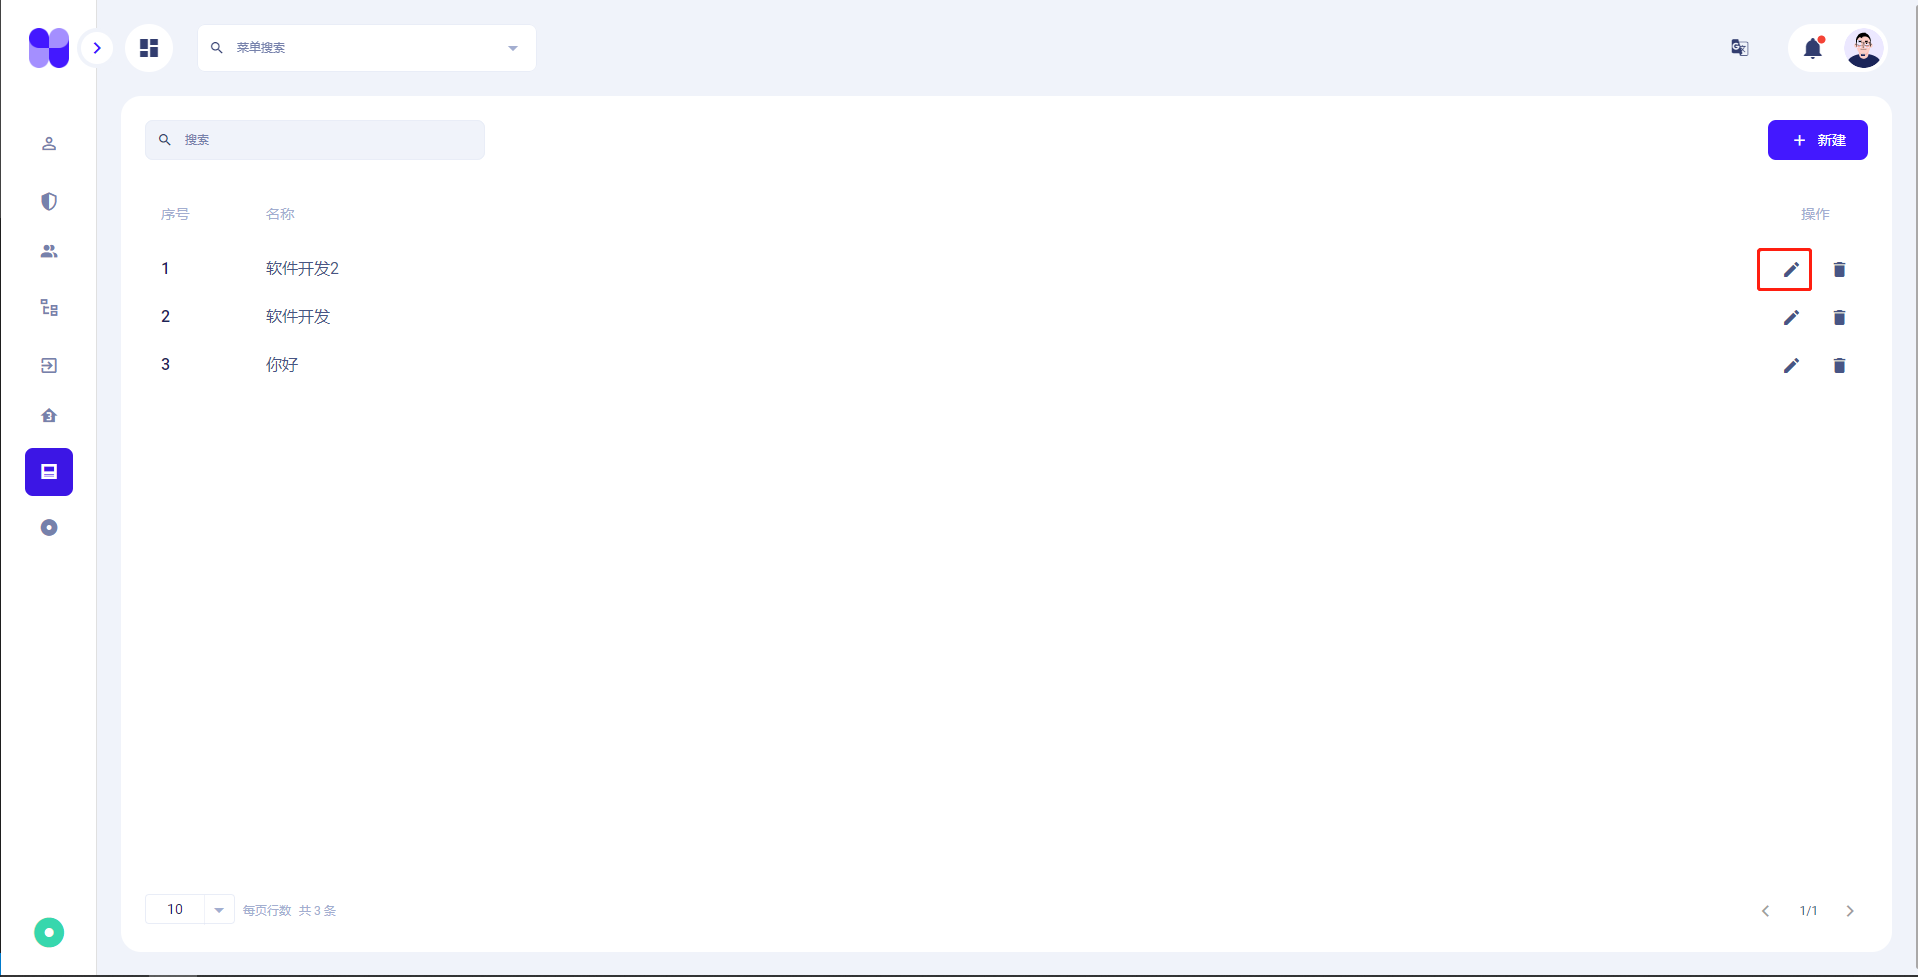 菜单搜索
搜索
+ 新建
序号 名称 操作
1 软件开发2
2 软件开发
3 你好
10 每页行数 共 3 条 1/1